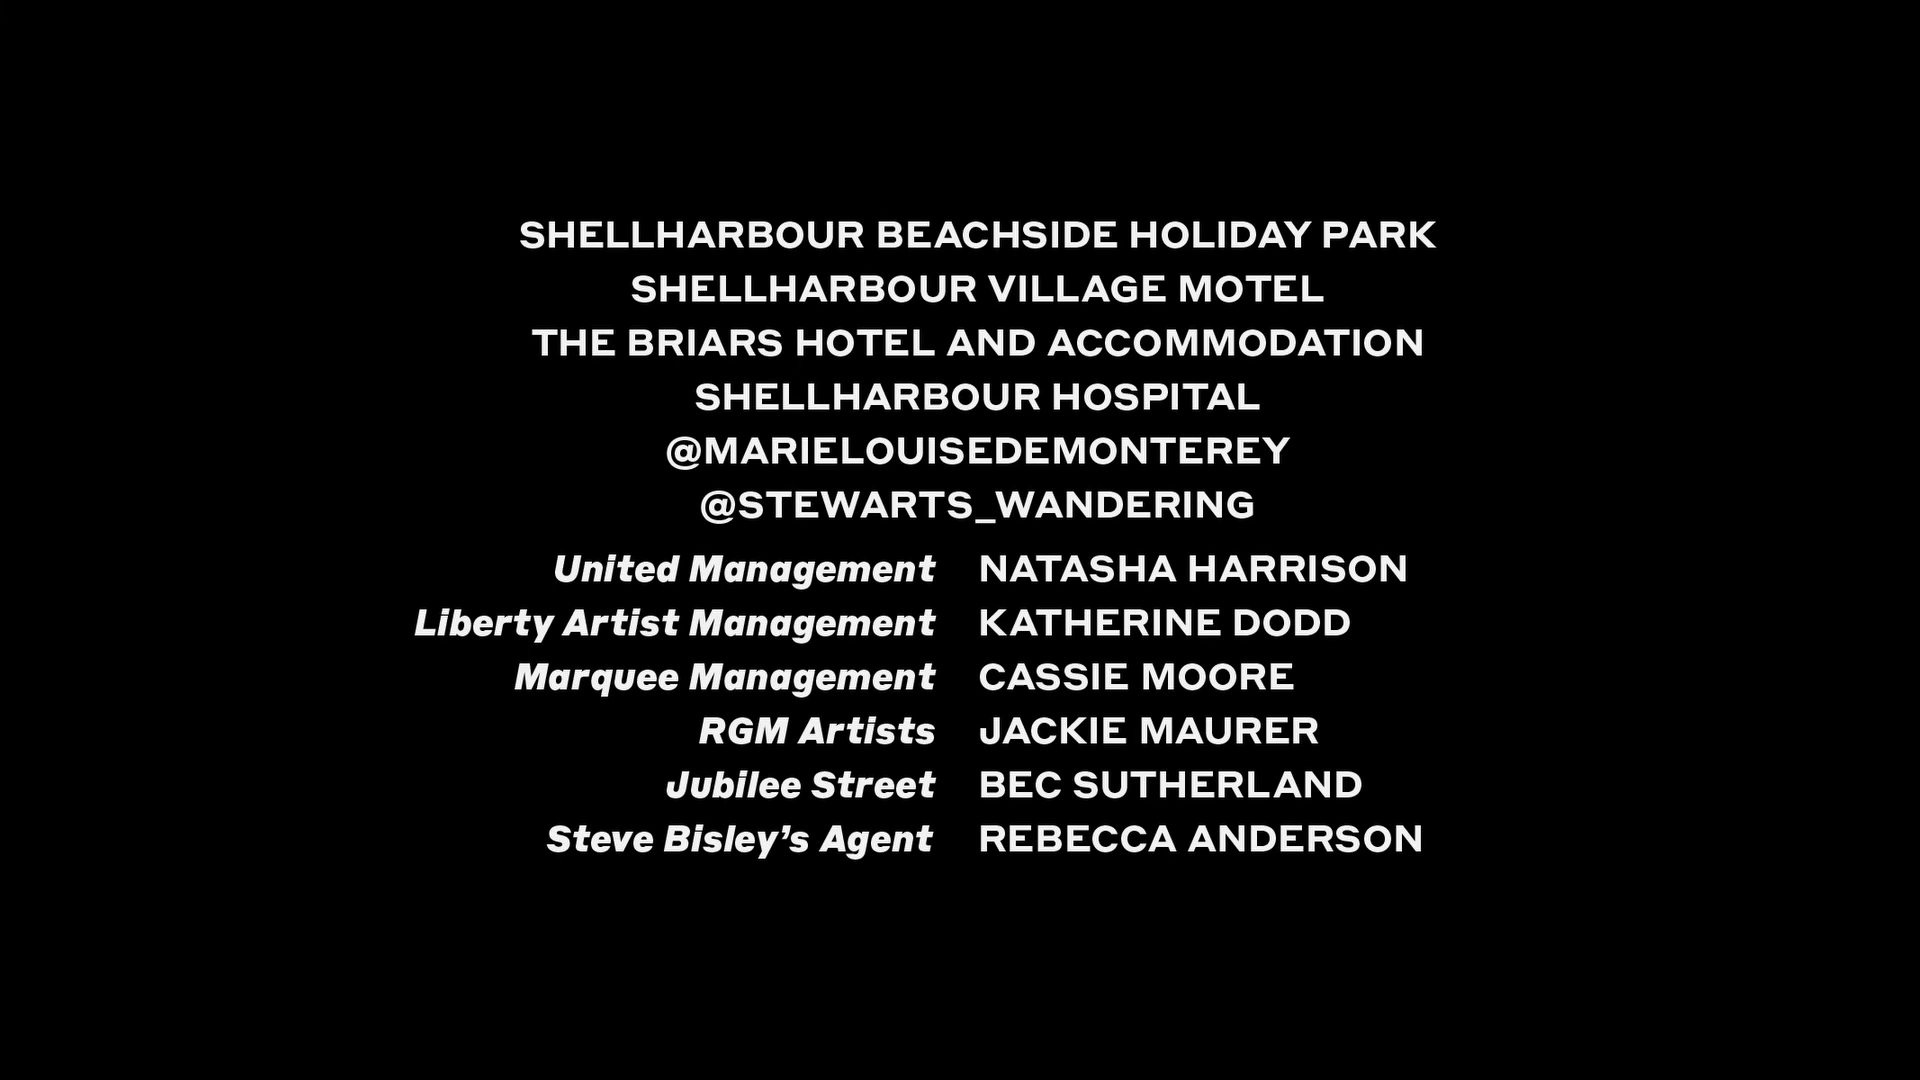 SHELLHARBOUR BEACHSIDE HOLIDAY PARK
SHELLHARBOUR VILLAGE MOTEL
THE BRIARS HOTEL AND ACCOMMODATION
SHELLHARBOUR HOSPITAL
@MARIELOUISEDEMONTEREY
@STEWARTS_WANDERING
United Management NATASHA HARRISON
Liberty Artist Management KATHERINE DODD
Marquee Management CASSIE MOORE
RGM Artists JACKIE MAURER
Jubilee Street BEC SUTHERLAND
Steve Bisley’s Agent REBECCA ANDERSON